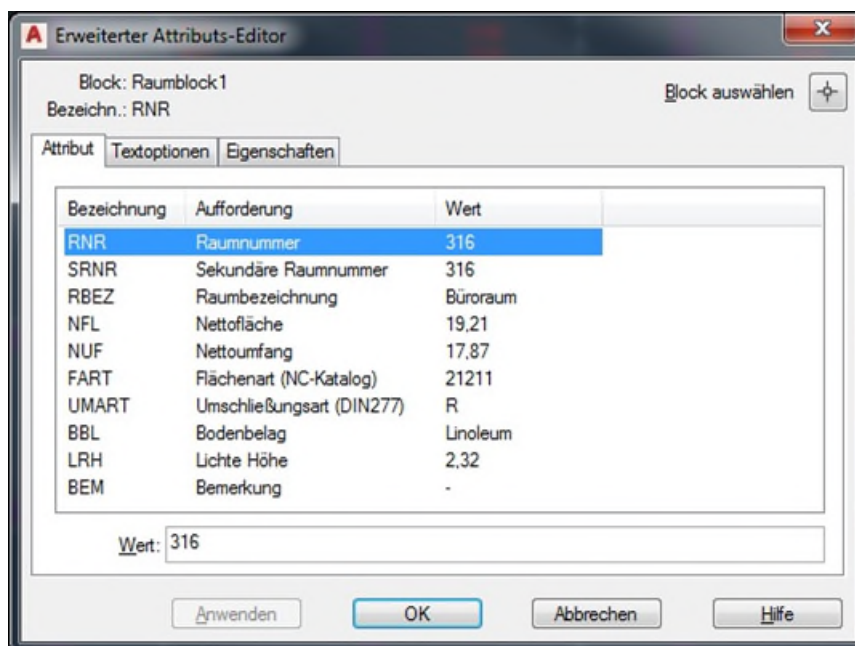 A Erweiterter Attributs-Editor
Block: Raumblock1
Bezeichn.: RNR
Block auswählen
Attribut Textoptionen Eigenschaften
Bezeichnung Aufforderung Wert
RNR Raumnummer 316
SRNR Sekundäre Raumnummer 316
RBEZ Raumbezeichnung Büroraum
NFL Nettofläche 19,21
NUF Nettoumfang 17,87
FART Flächenart (NC-Katalog) 21211
UMART Umschließungsart (DIN277) R
BBL Bodenbelag Linoleum
LRH Lichte Höhe 2,32
BEM Bemerkung -
Wert: 316
Anwenden OK Abbrechen Hilfe